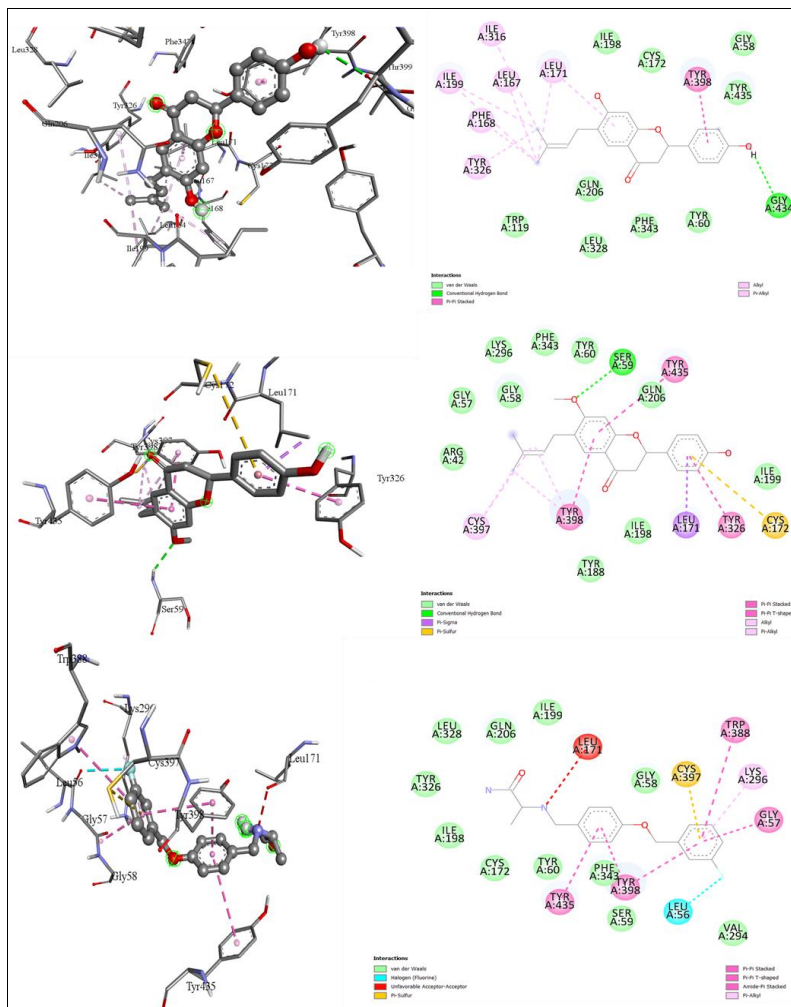 Leu328
Phe343
Tyr398
Thr399
Tyr326
Gln206
Leu171
Cys172
Ile199
ILE
A:316
ILE
A:198
CYS
A:172
GLY
A:58
ILE
A:199
LEU
A:167
LEU
A:171
TYR
A:398
TYR
A:435
PHE
A:168
TYR
A:326
GLN
A:206
H
GLY
A:434
TRP
A:119
LEU
A:328
PHE
A:343
TYR
A:60
Interactions
van der Waals
Conventional Hydrogen Bond
Pi-Pi Stacked
Alkyl
Pi-Alkyl
Cys172
Leu171
Tyr326
Tyr435
Ser59
LYS
A:296
PHE
A:343
TYR
A:60
SER
A:59
TYR
A:435
GLY
A:57
GLY
A:58
GLN
A:206
ARG
A:42
ILE
A:199
CYS
A:397
TYR
A:398
ILE
A:198
LEU
A:171
TYR
A:326
CYS
A:172
TYR
A:188
Interactions
van der Waals
Conventional Hydrogen Bond
Pi-Sigma
Pi-Sulfur
Pi-Pi Stacked
Pi-Pi T-shaped
Alkyl
Pi-Alkyl
Trp388
Lys296
Cys397
Leu171
Leu56
Gly57
Tyr398
Gly58
Tyr435
LEU
A:328
GLN
A:206
ILE
A:199
LEU
A:171
TRP
A:388
TYR
A:326
GLY
A:58
CYS
A:397
LYS
A:296
GLY
A:57
ILE
A:198
CYS
A:172
TYR
A:60
PHE
A:343
TYR
A:398
TYR
A:435
SER
A:59
LEU
A:56
VAL
A:294
Interactions
van der Waals
Halogen (Fluorine)
Unfavorable Acceptor-Acceptor
Pi-Sulfur
Pi-Pi Stacked
Pi-Pi T-shaped
Amide-Pi Stacked
Pi-Alkyl